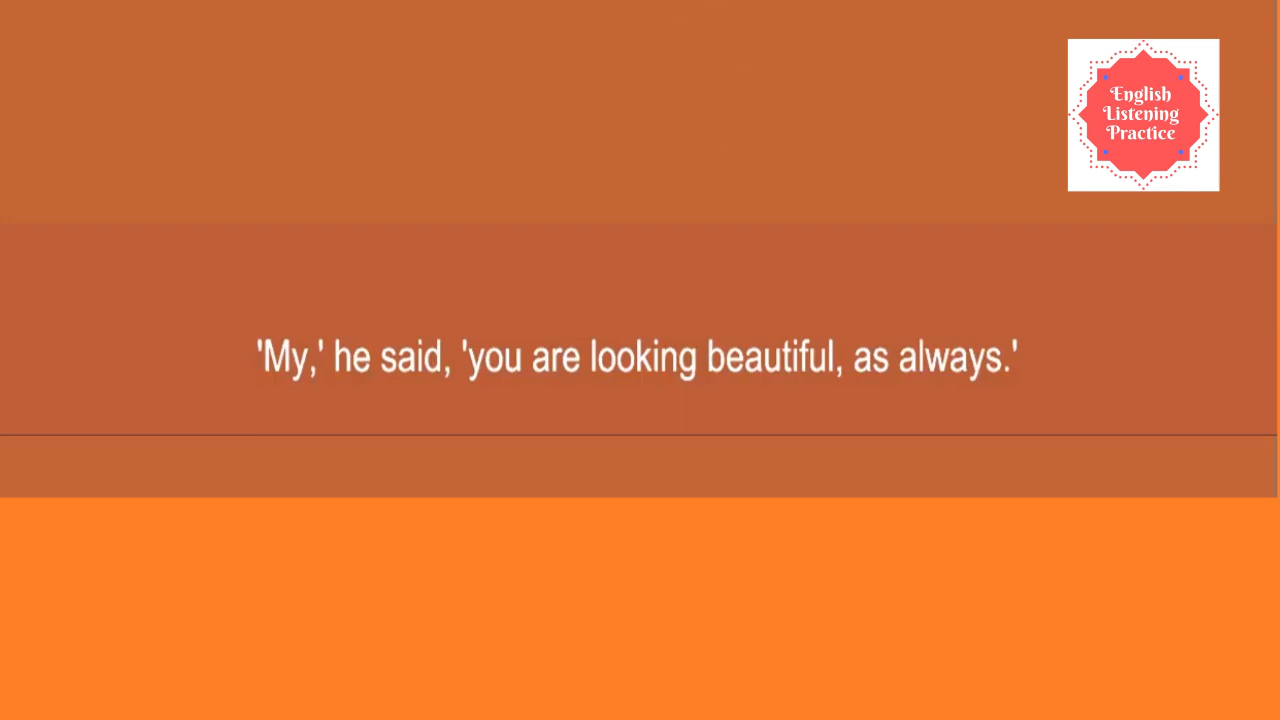 English
Listening
Practice
'My,' he said, 'you are looking beautiful, as always.'